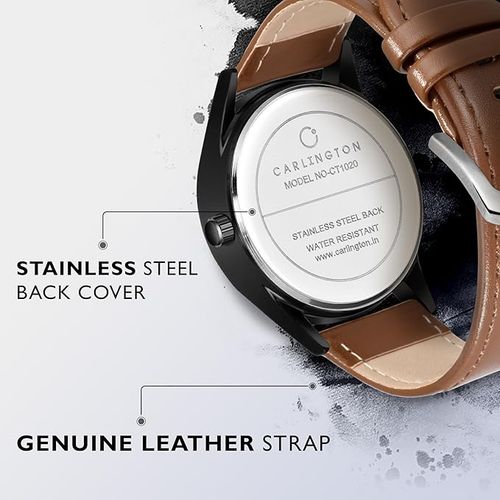 CARLINGTON
MODEL NO-CT1020
STAINLESS STEEL BACK
WATER RESISTANT
www.carlington.in
STAINLESS STEEL
BACK COVER
GENUINE LEATHER STRAP